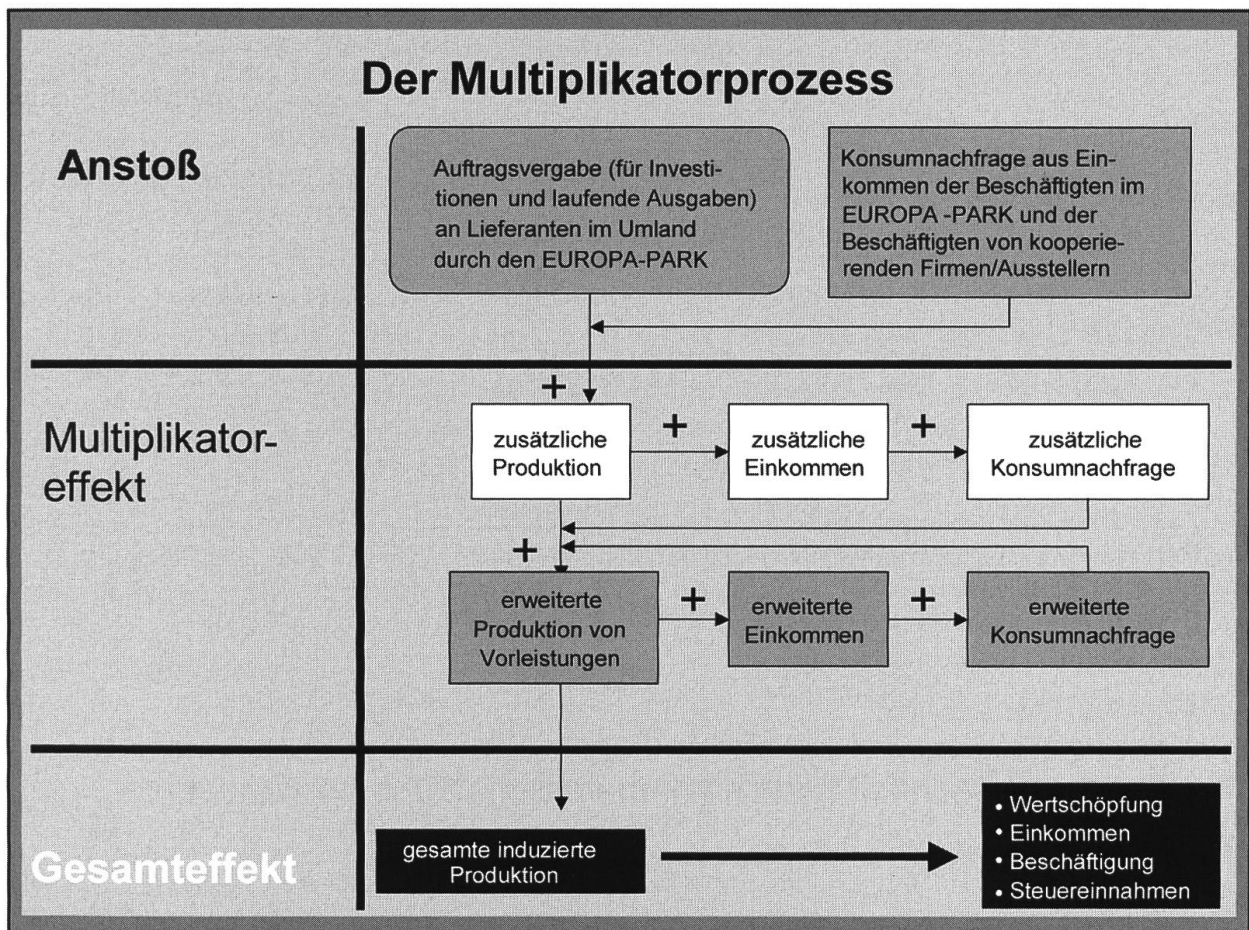 Der Multiplikatorprozess
Anstoß
Auftragsvergabe (für Investi-
tionen und laufende Ausgaben)
an Lieferanten im Umland
durch den EUROPA-PARK
Konsumnachfrage aus Ein-
kommen der Beschäftigten im
EUROPA -PARK und der
Beschäftigten von kooperie-
renden Firmen/Ausstellern
Multiplikator-
effekt
+
zusätzliche
Produktion
+
zusätzliche
Einkommen
+
zusätzliche
Konsumnachfrage
+
erweiterte
Produktion von
Vorleistungen
+
erweiterte
Einkommen
+
erweiterte
Konsumnachfrage
Gesamteffekt
gesamte induzierte
Produktion
• Wertschöpfung
• Einkommen
• Beschäftigung
• Steuereinnahmen